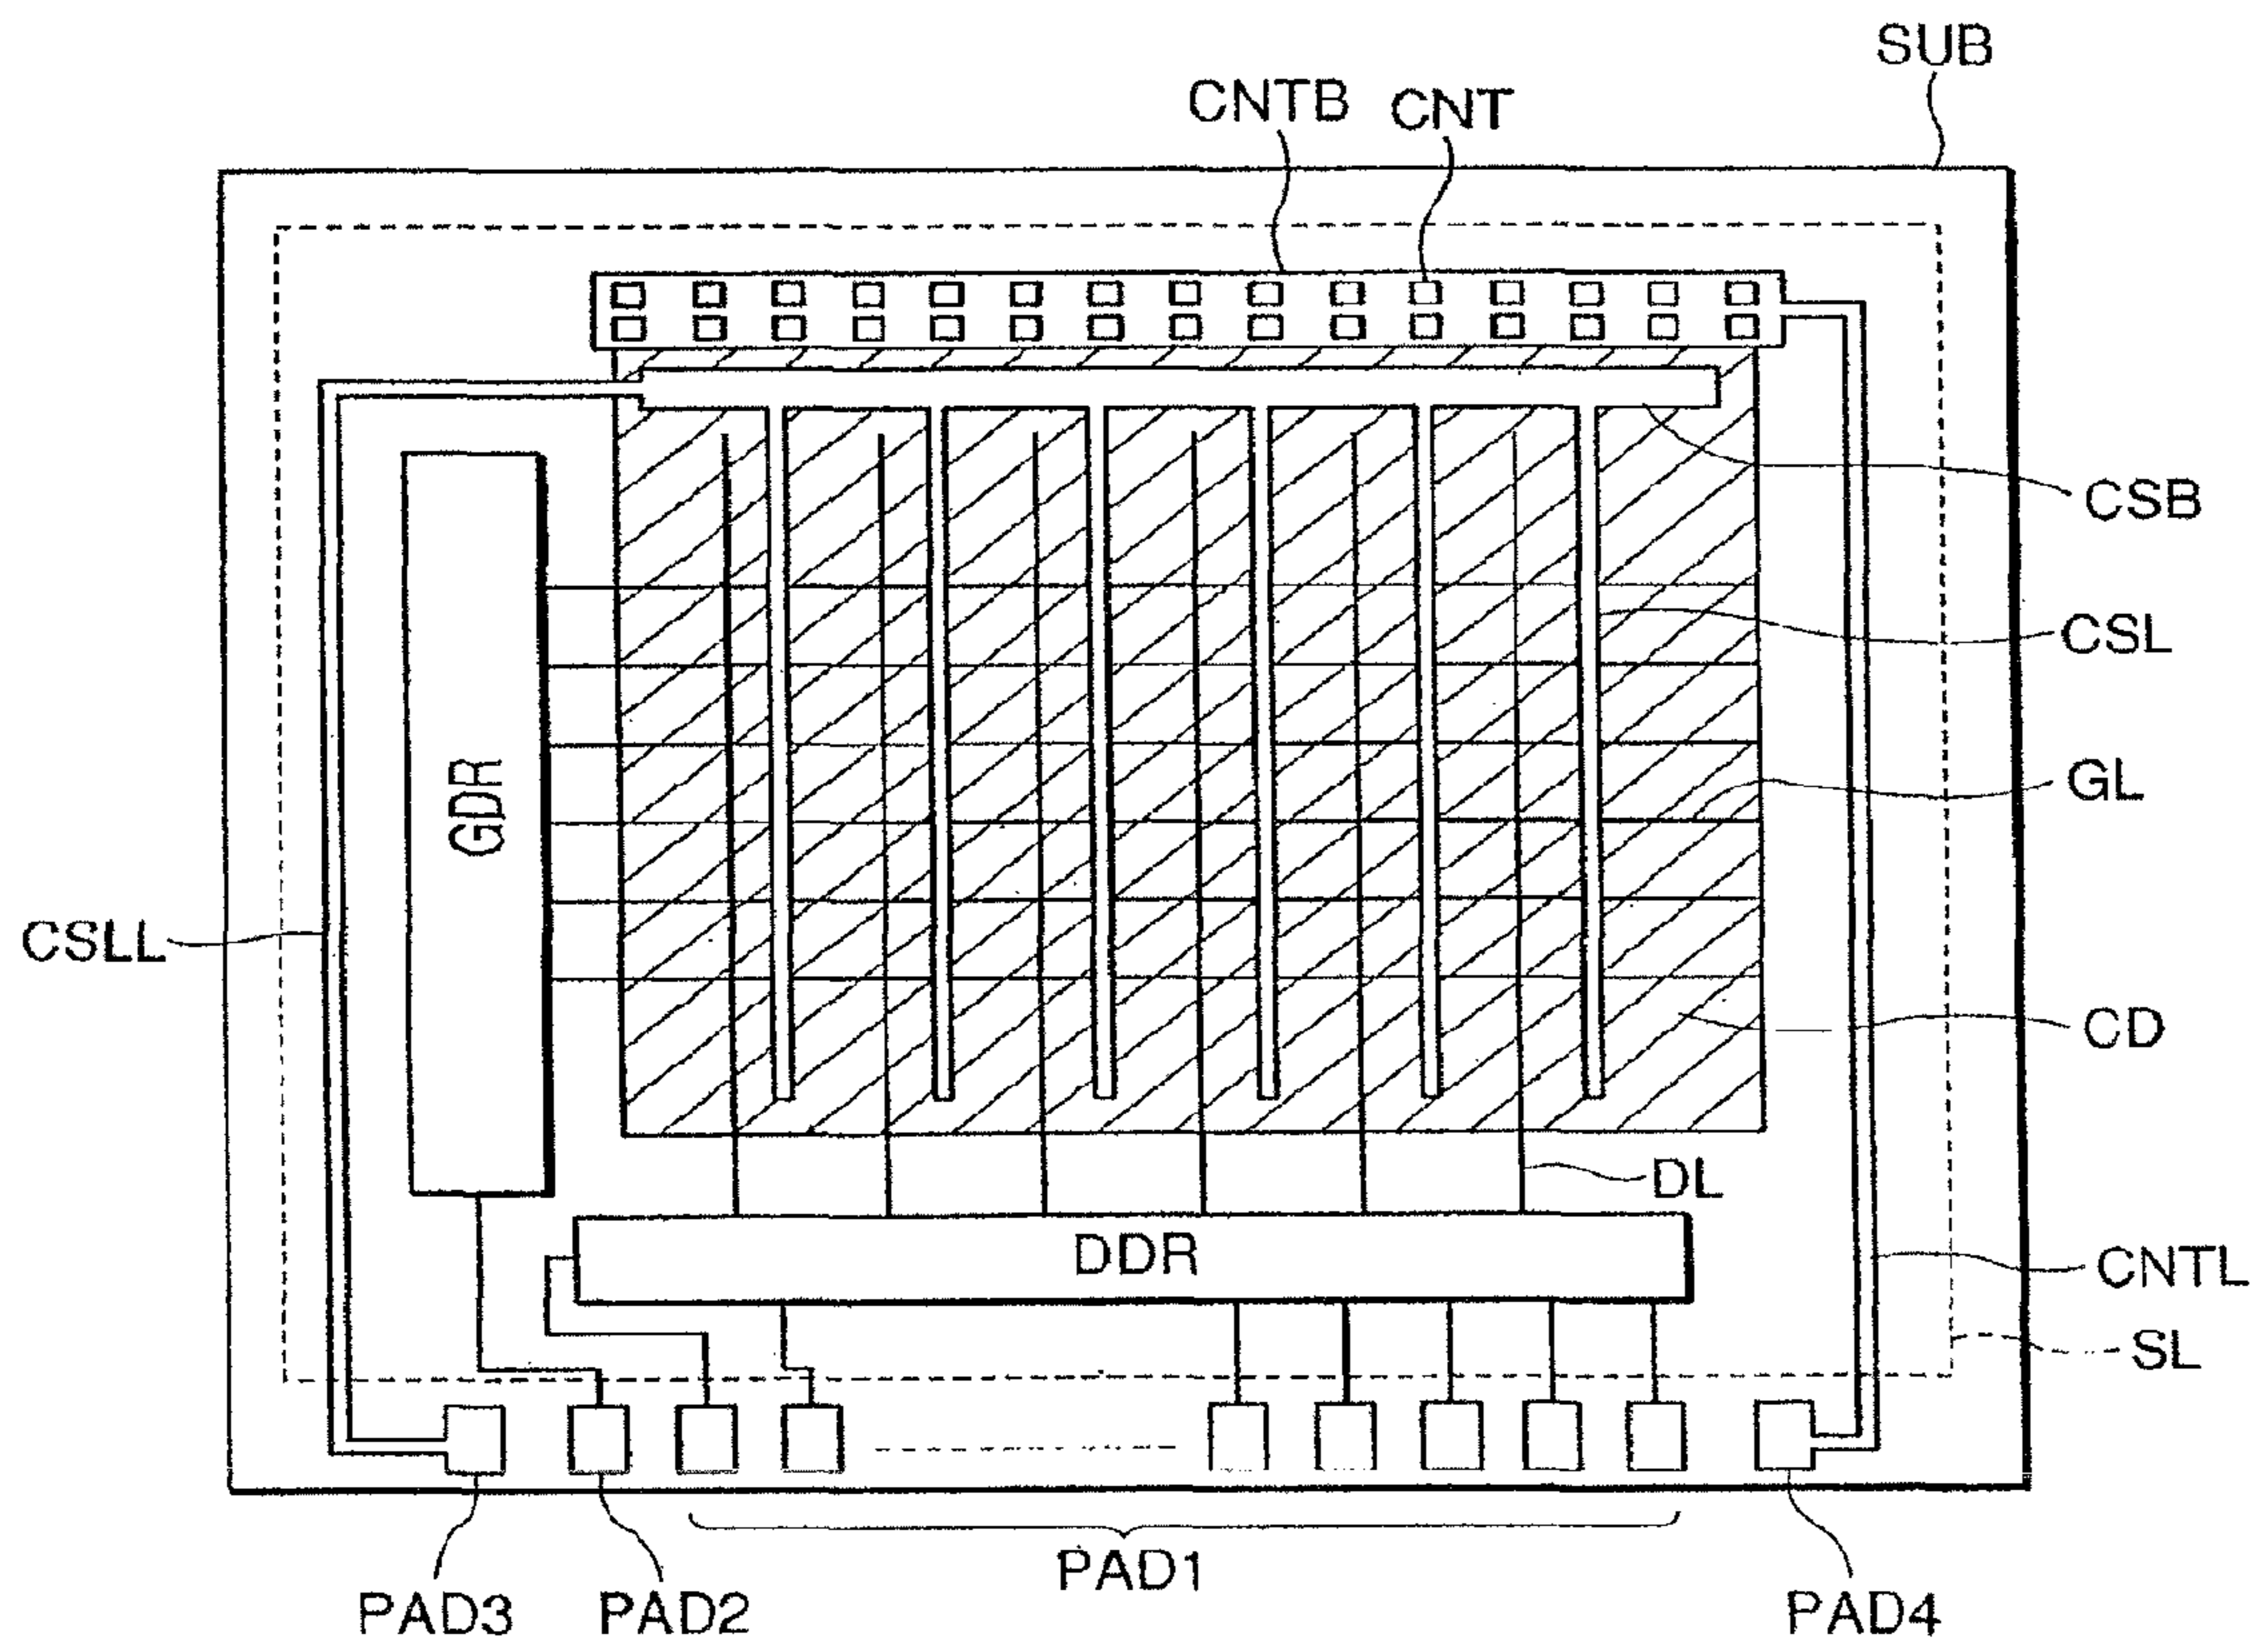 SUB
CNTB CNT
CSB
CSL
GL
GDR
CSLL
CD
DL
DDR
CNTL
SL
PAD1
PAD3 PAD2 PAD4